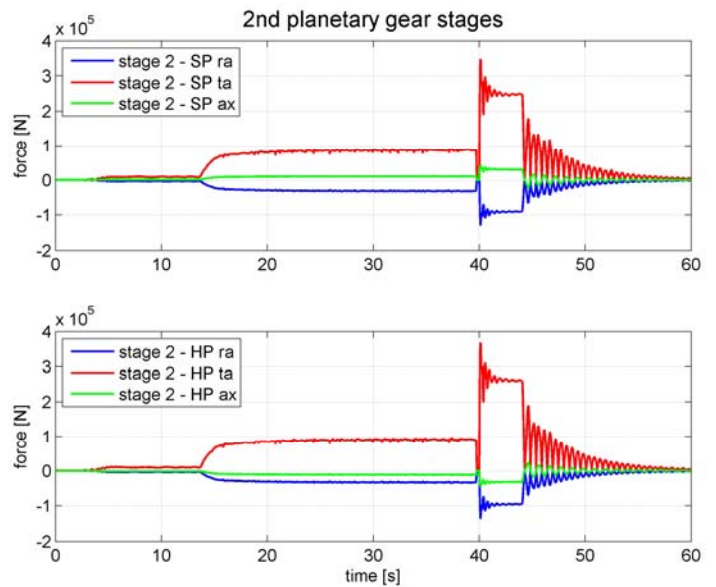 2nd planetary gear stages
x 10^5
4
3
2
1
0
-1
-2
force [N]
stage 2 - SP ra
stage 2 - SP ta
stage 2 - SP ax
0 10 20 30 40 50 60
x 10^5
4
3
2
1
0
-1
-2
force [N]
stage 2 - HP ra
stage 2 - HP ta
stage 2 - HP ax
0 10 20 30 40 50 60
time [s]